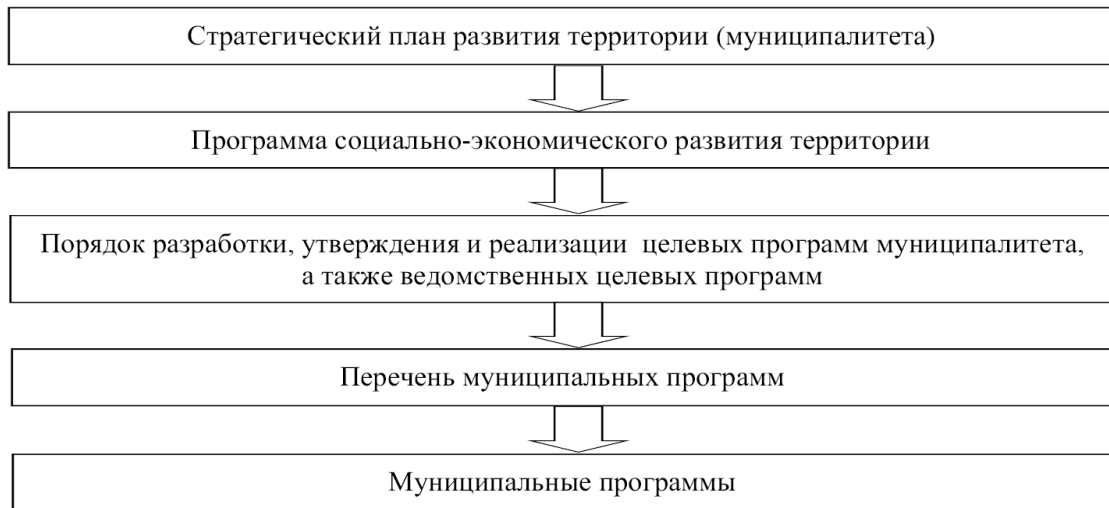 Стратегический план развития территории (муниципалитета)
Программа социально-экономического развития территории
Порядок разработки, утверждения и реализации целевых программ муниципалитета,
а также ведомственных целевых программ
Перечень муниципальных программ
Муниципальные программы